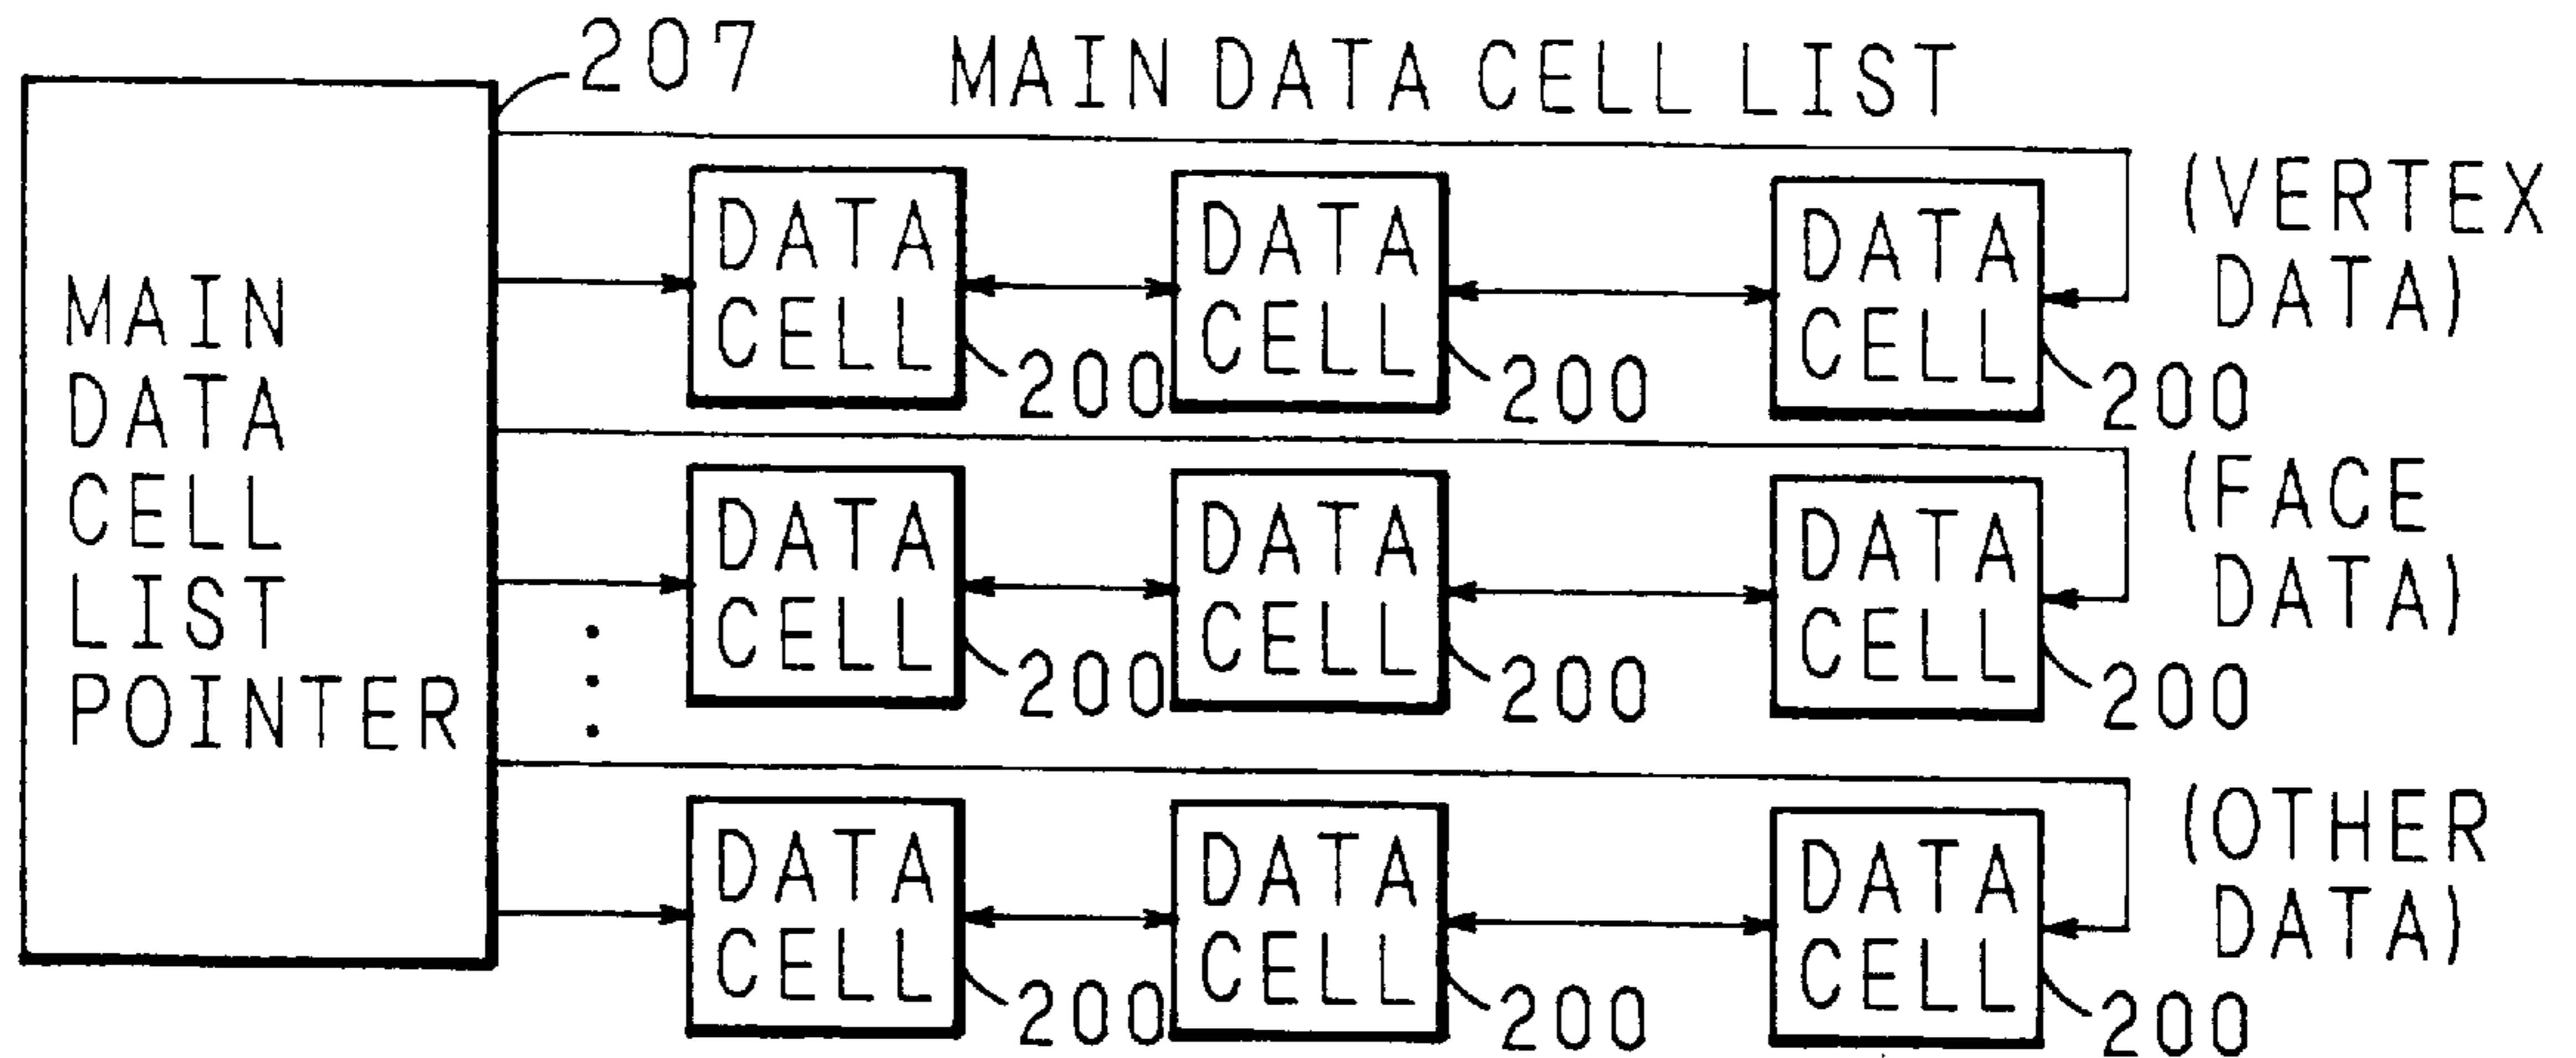 207
MAIN DATA CELL LIST
MAIN
DATA
CELL
LIST
POINTER
DATA
CELL
200
DATA
CELL
200
DATA
CELL
200
(VERTEX
DATA)
DATA
CELL
200
DATA
CELL
200
DATA
CELL
200
(FACE
DATA)
DATA
CELL
200
DATA
CELL
200
DATA
CELL
200
(OTHER
DATA)